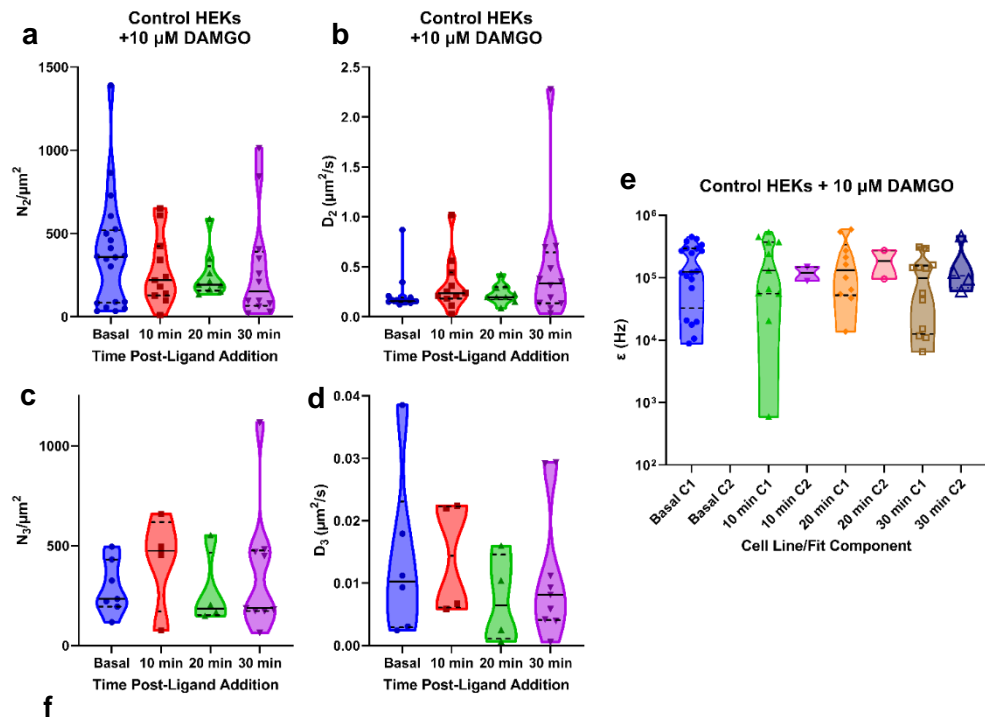 a
Control HEKs
+10 µM DAMGO
N₂/µm²
1500
1000
500
0
Basal 10 min 20 min 30 min
Time Post-Ligand Addition
b
Control HEKs
+10 µM DAMGO
D₂ (µm²/s)
2.5
2.0
1.5
1.0
0.5
0.0
Basal 10 min 20 min 30 min
Time Post-Ligand Addition
c
N₃/µm²
1000
500
0
Basal 10 min 20 min 30 min
Time Post-Ligand Addition
d
D₃ (µm²/s)
0.04
0.03
0.02
0.01
0.00
Basal 10 min 20 min 30 min
Time Post-Ligand Addition
e
Control HEKs + 10 µM DAMGO
ε (Hz)
10⁶
10⁵
10⁴
10³
10²
Basal C1
Basal C2
10 min C1
10 min C2
20 min C1
20 min C2
30 min C1
30 min C2
Cell Line/Fit Component
f